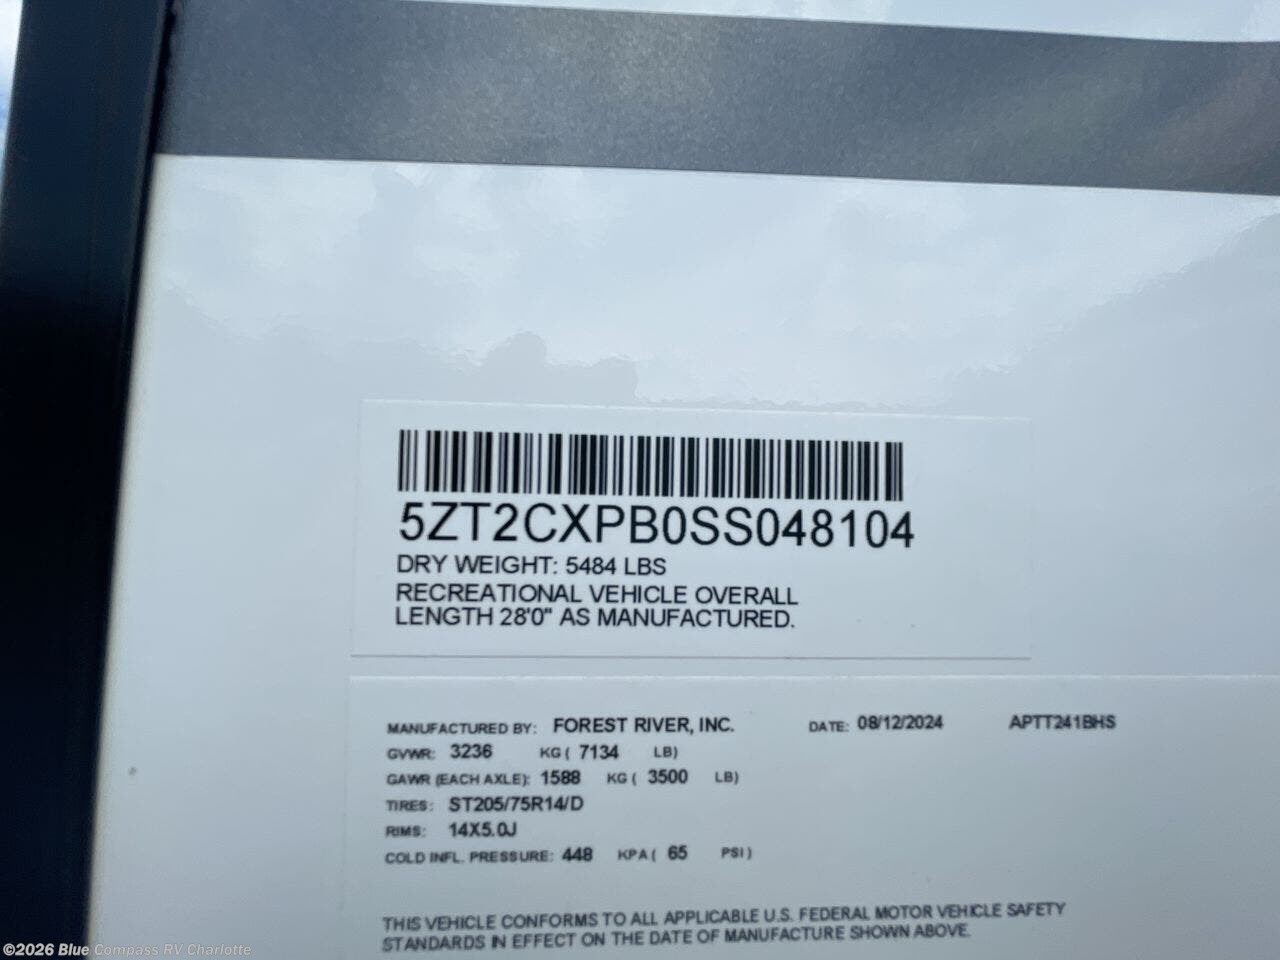 5ZT2CXPB0SS048104
DRY WEIGHT: 5484 LBS
RECREATIONAL VEHICLE OVERALL
LENGTH 28'0" AS MANUFACTURED.
MANUFACTURED BY: FOREST RIVER, INC. DATE: 08/12/2024 APTT241BHS
GVWR: 3236 KG ( 7134 LB)
GAWR (EACH AXLE): 1588 KG ( 3500 LB)
TIRES: ST205/75R14/D
RIMS: 14X5.0J
COLD INFL. PRESSURE: 448 KPA ( 65 PSI )
THIS VEHICLE CONFORMS TO ALL APPLICABLE U.S. FEDERAL MOTOR VEHICLE SAFETY
STANDARDS IN EFFECT ON THE DATE OF MANUFACTURE SHOWN ABOVE.
©2026 Blue Compass RV Charlotte